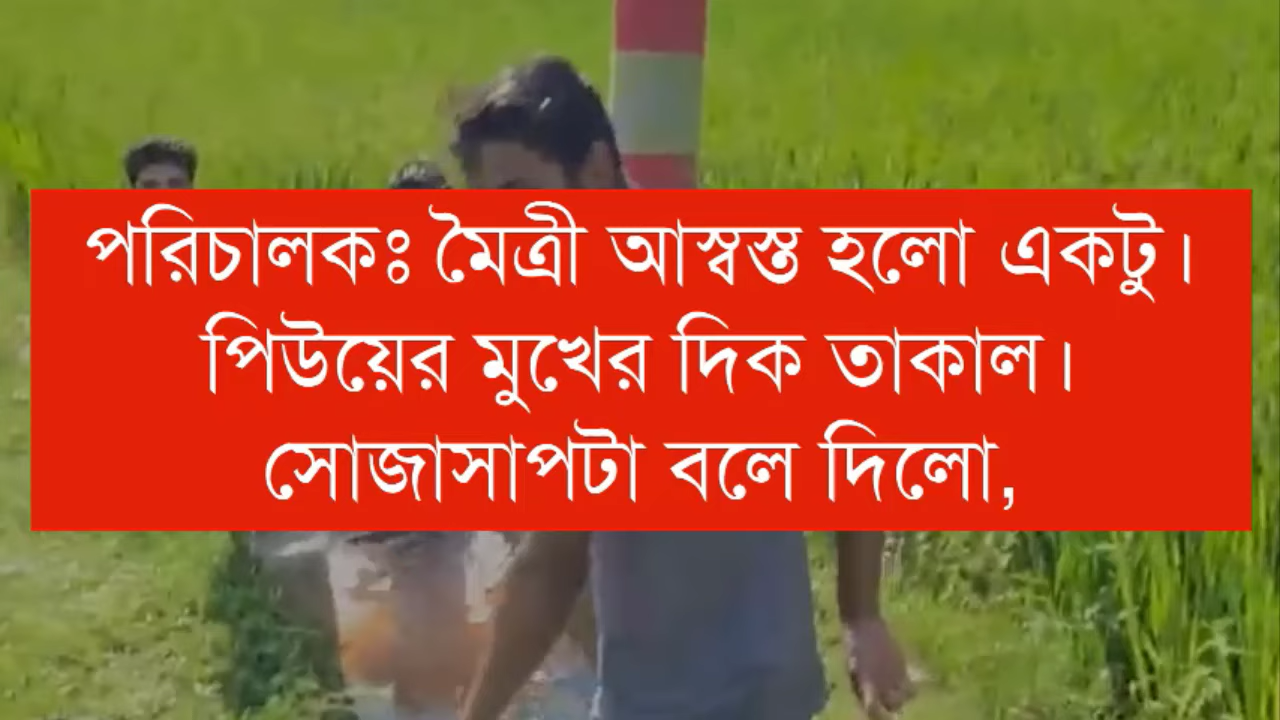 পরিচালকঃ মৈত্রী আস্বস্ত হলো একটু।
পিউয়ের মুখের দিক তাকাল।
সোজাসাপটা বলে দিলো,